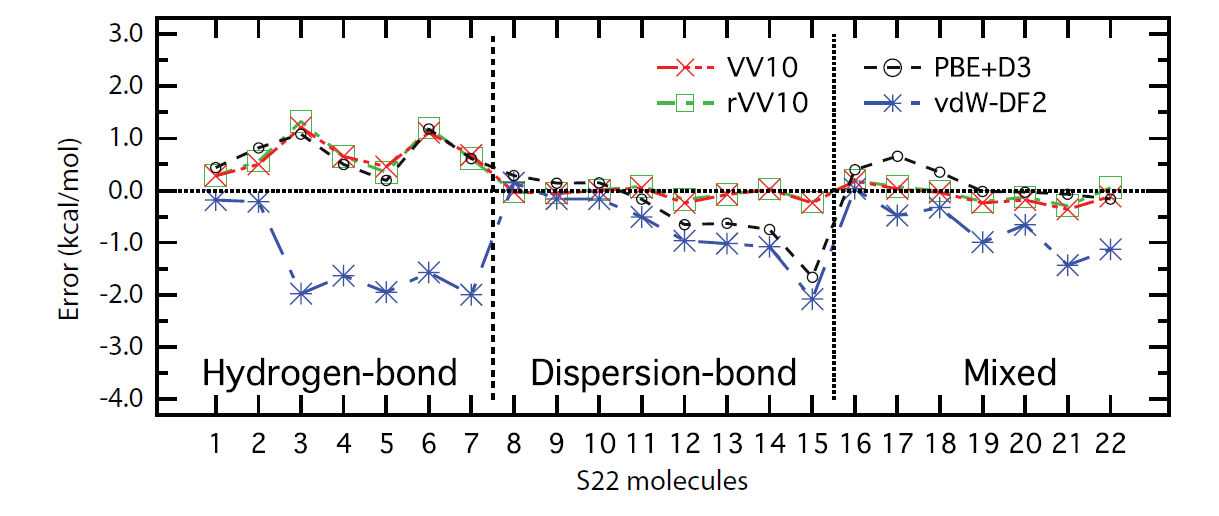 3.0
2.0
1.0
0.0
-1.0
-2.0
-3.0
-4.0
Error (kcal/mol)
VV10
rVV10
PBE+D3
vdW-DF2
Hydrogen-bond
Dispersion-bond
Mixed
1 2 3 4 5 6 7 8 9 10 11 12 13 14 15 16 17 18 19 20 21 22
S22 molecules